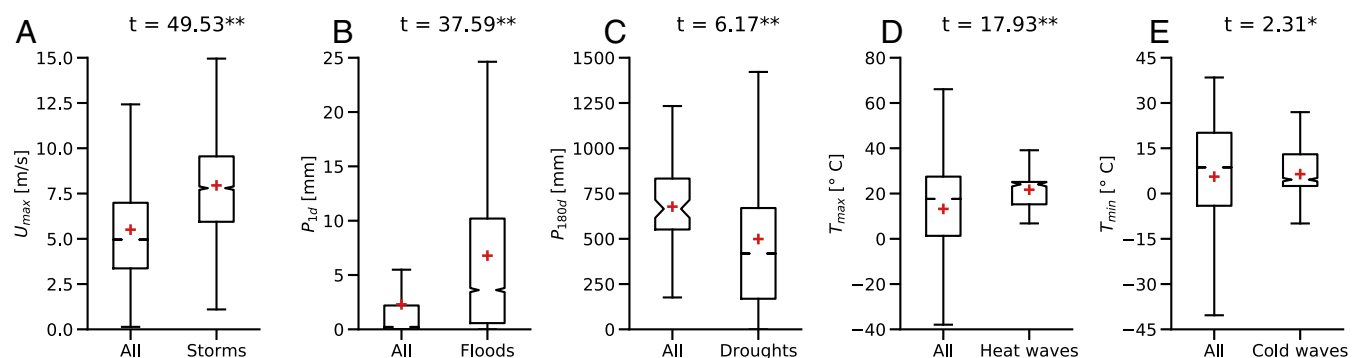 A
t = 49.53**
U_max [m/s]
15.0
12.5
10.0
7.5
5.0
2.5
0.0
All
Storms
B
t = 37.59**
P_1d [mm]
25
20
15
10
5
0
All
Floods
C
t = 6.17**
P_180d [mm]
1500
1250
1000
750
500
250
0
All
Droughts
D
t = 17.93**
T_max [° C]
80
60
40
20
0
−20
−40
All
Heat waves
E
t = 2.31*
T_min [° C]
45
30
15
0
−15
−30
−45
All
Cold waves